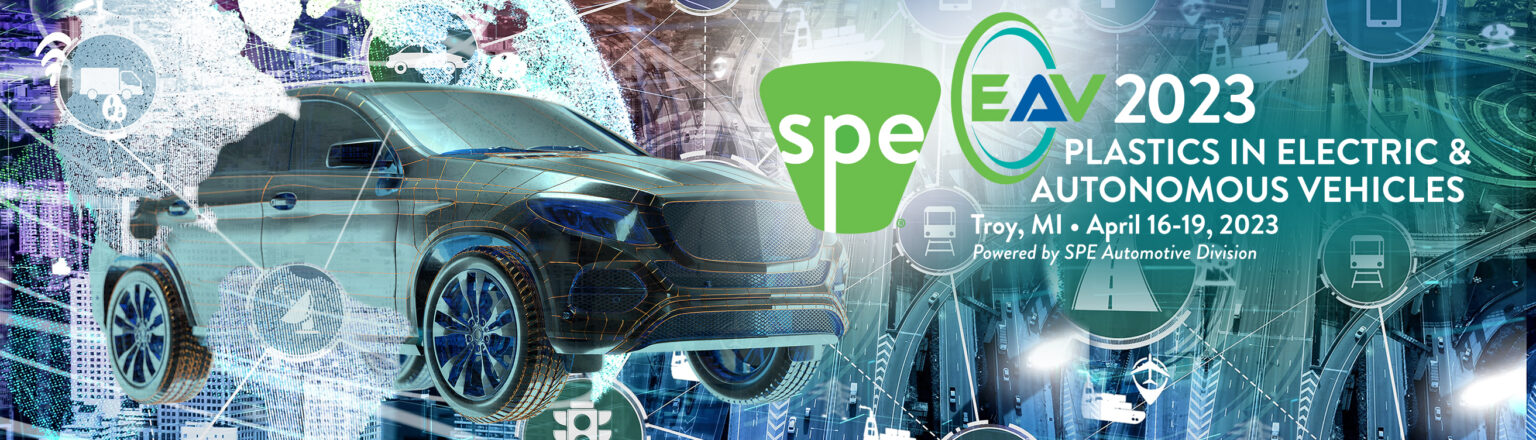 spe®
EAV 2023
PLASTICS IN ELECTRIC &
AUTONOMOUS VEHICLES
Troy, MI • April 16-19, 2023
Powered by SPE Automotive Division